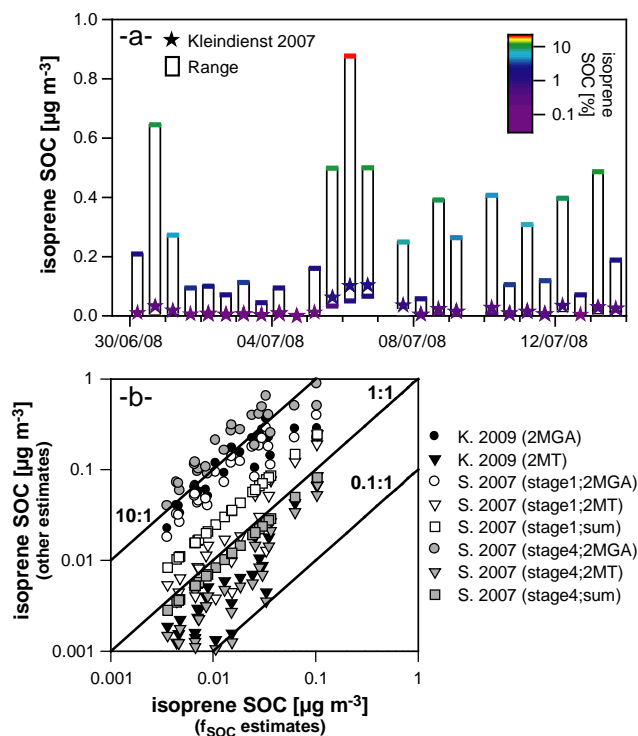 -a-
★ Kleindienst 2007
Range
isoprene SOC [µg m-3]
1.0
0.8
0.6
0.4
0.2
0.0
isoprene SOC [%]
10
1
0.1
30/06/08
04/07/08
08/07/08
12/07/08
-b-
1:1
10:1
0.1:1
isoprene SOC [µg m-3]
(other estimates)
1
0.1
0.01
0.001
0.001
0.01
0.1
1
isoprene SOC [µg m-3]
(fSOC estimates)
K. 2009 (2MGA)
K. 2009 (2MT)
S. 2007 (stage1;2MGA)
S. 2007 (stage1;2MT)
S. 2007 (stage1;sum)
S. 2007 (stage4;2MGA)
S. 2007 (stage4;2MT)
S. 2007 (stage4;sum)